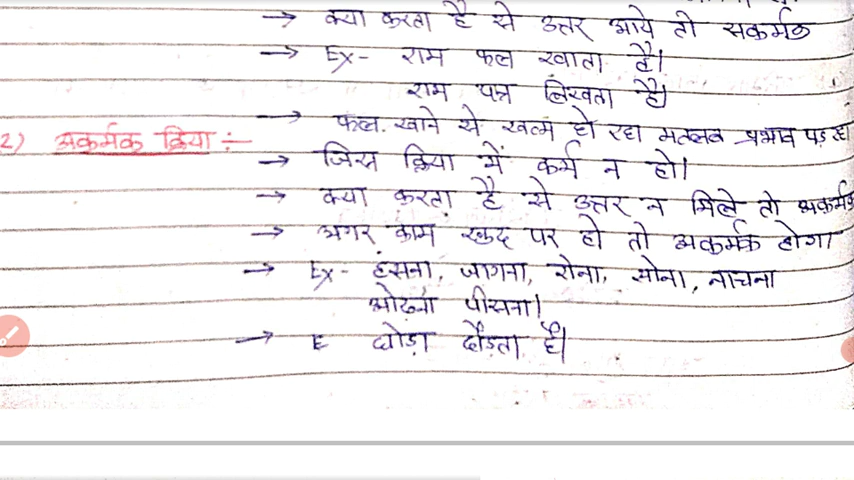 → क्या करता है से उत्तर आये तो सकर्मक
→ Ex- राम फल खाता है।
राम पत्र लिखता है।
→ फल खाने से खत्म हो रहा मतलब प्रभाव पड़ रहा
2) अकर्मक क्रिया :-
→ जिस क्रिया में कर्म न हो।
→ क्या करता है से उत्तर न मिले तो अकर्मक
→ अगर काम खुद पर हो तो अकर्मक होगा
→ Ex- हंसना, जागना, रोना, सोना, नाचना
ओढ़ना पीसना।
→ E घोड़ा दौड़ता है।